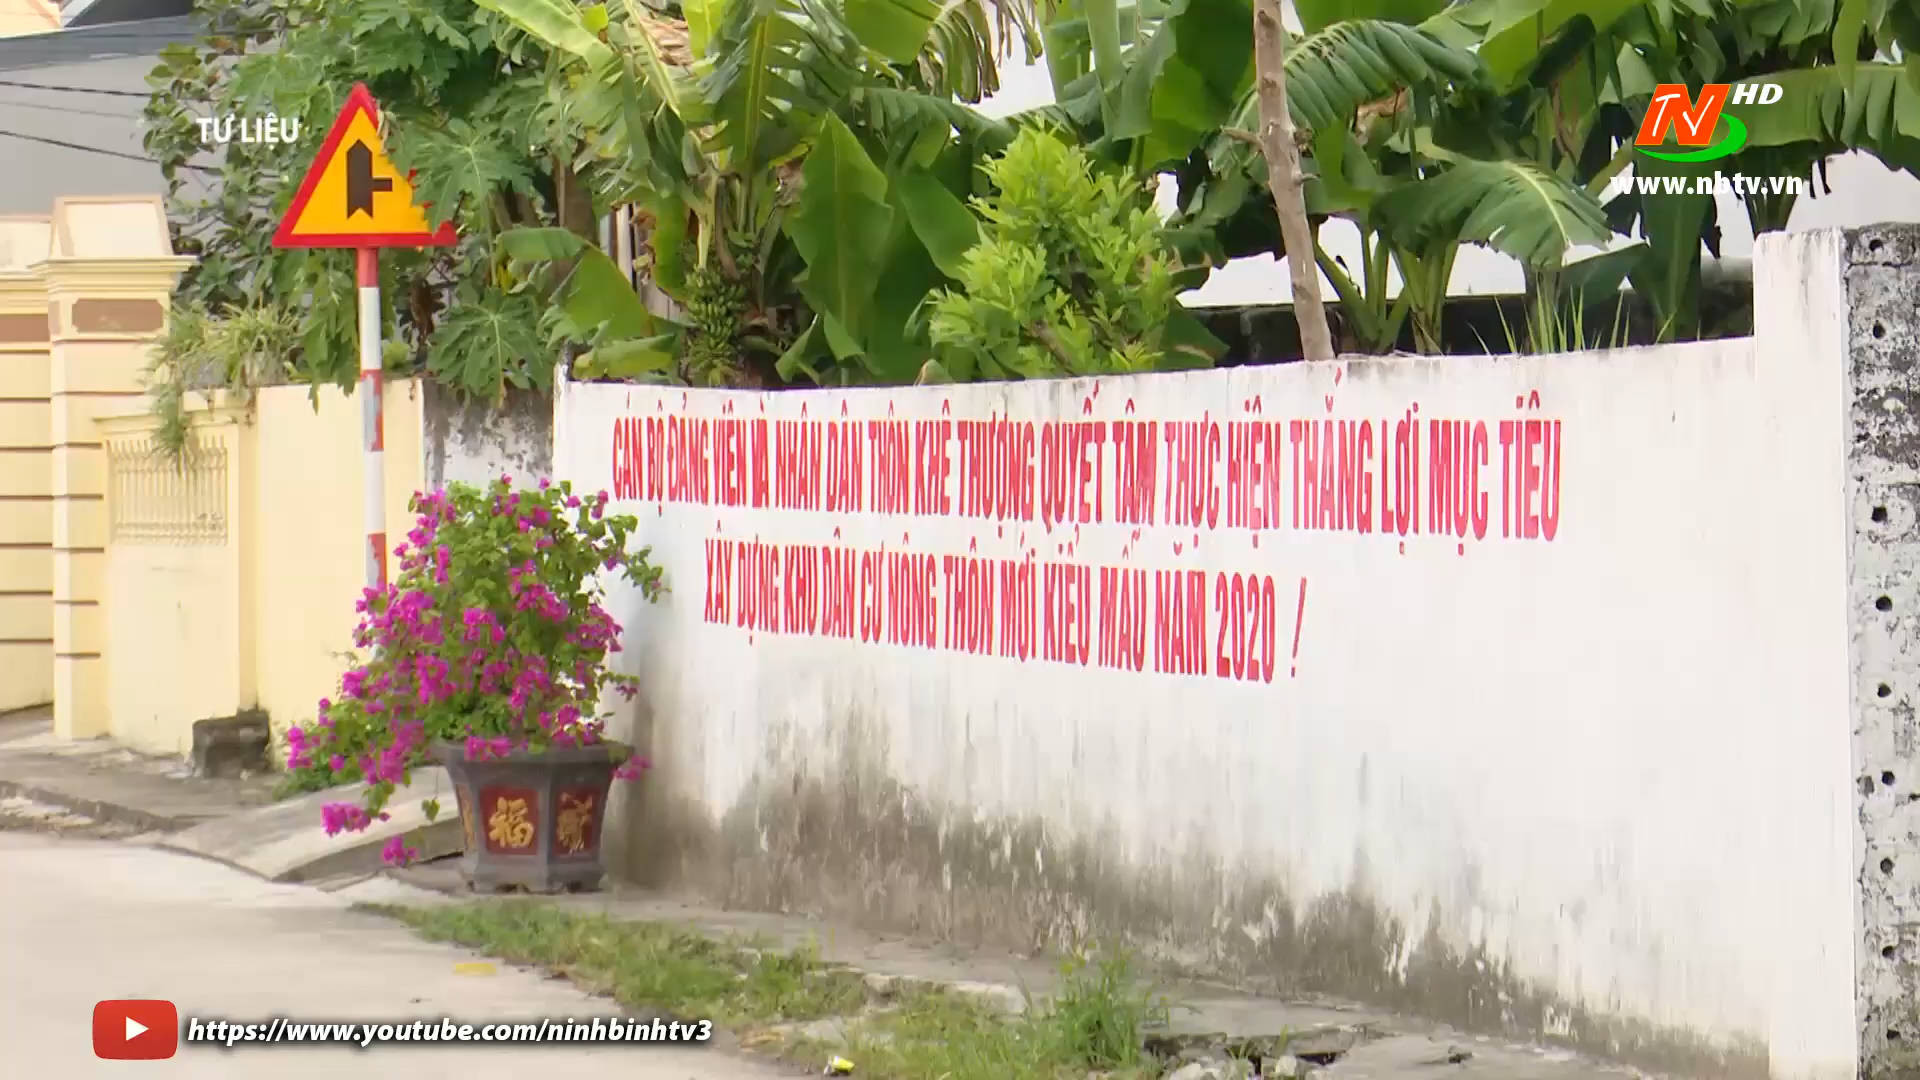 TƯ LIỆU
NTV HD
www.nbtv.vn
CÁN BỘ ĐẢNG VIÊN VÀ NHÂN DÂN THÔN KHÊ THƯỢNG QUYẾT TÂM THỰC HIỆN THẮNG LỢI MỤC TIÊU
XÂY DỰNG KHU DÂN CƯ NÔNG THÔN MỚI KIỂU MẪU NĂM 2020 !
福
https://www.youtube.com/ninhbinhtv3